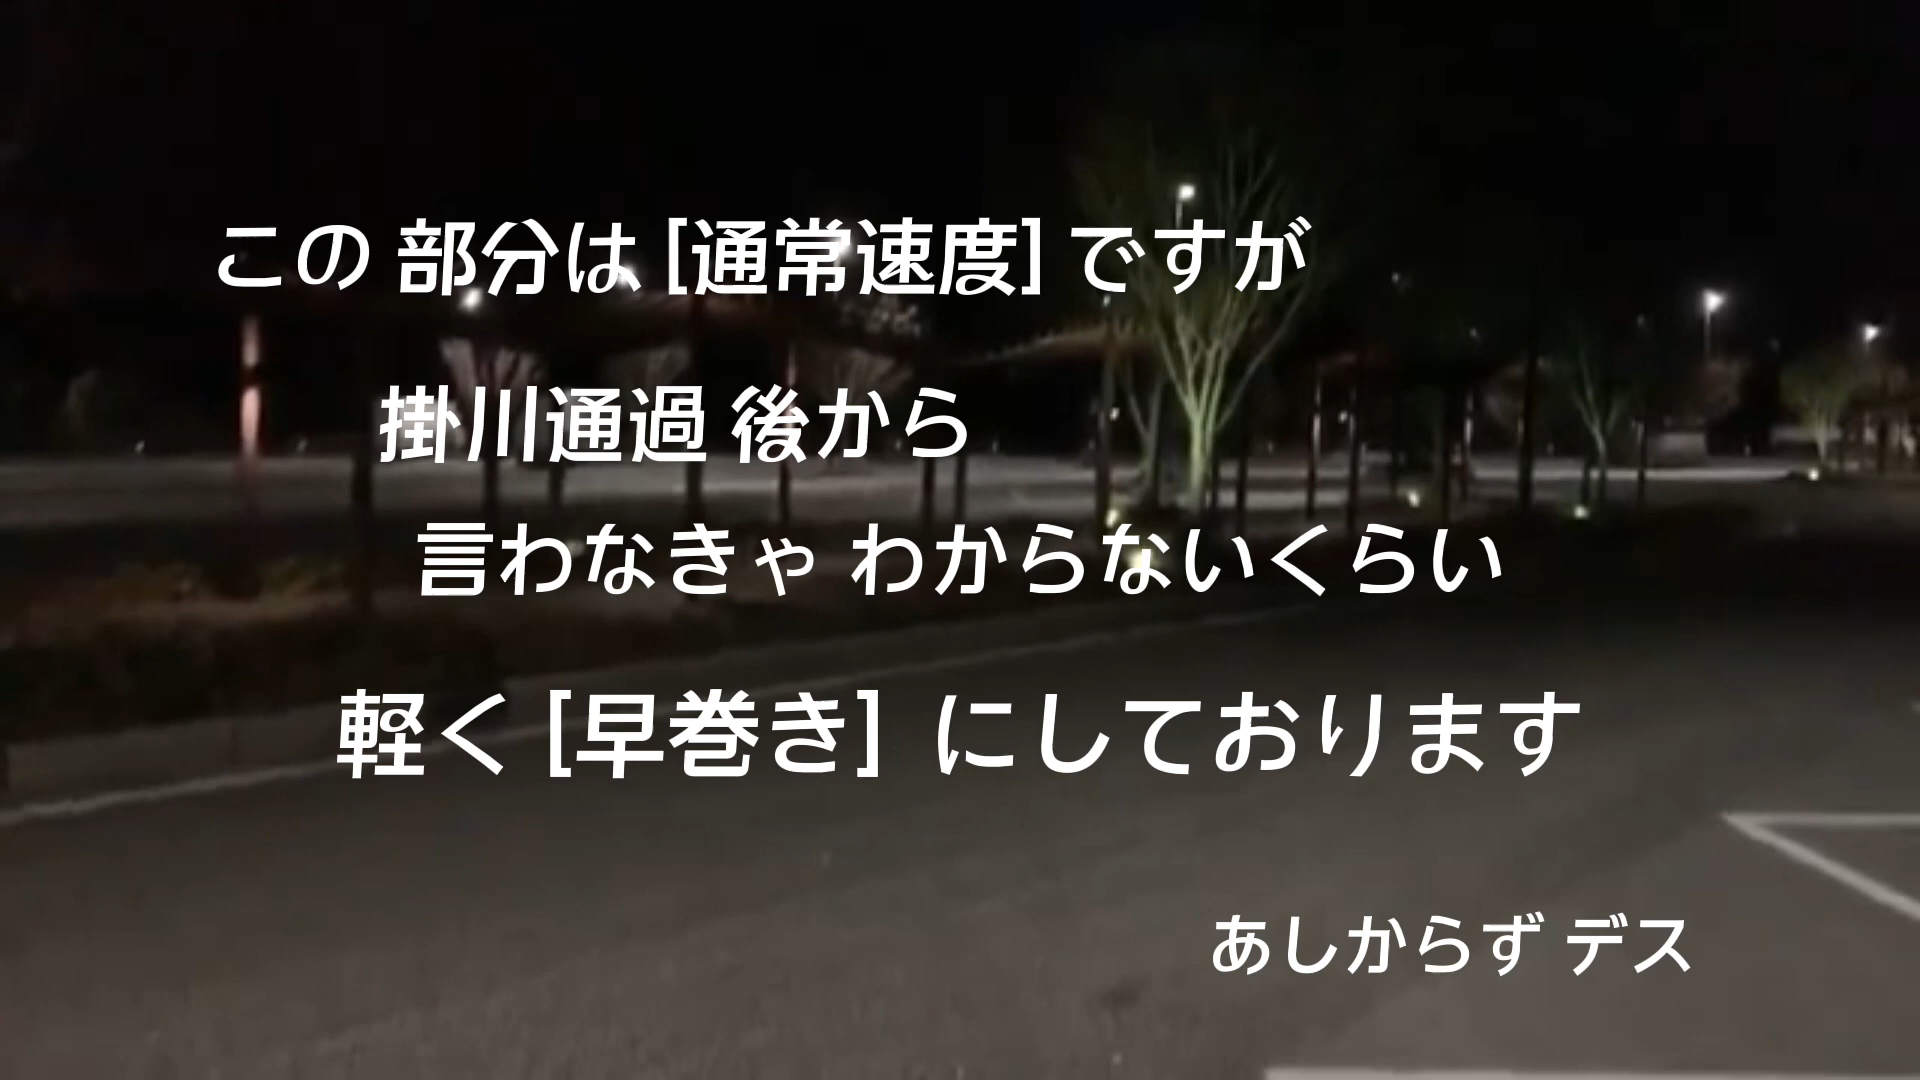 この 部分は [通常速度] ですが
掛川通過 後から
言わなきゃ わからないくらい
軽く [早巻き] にしております
あしからず デス